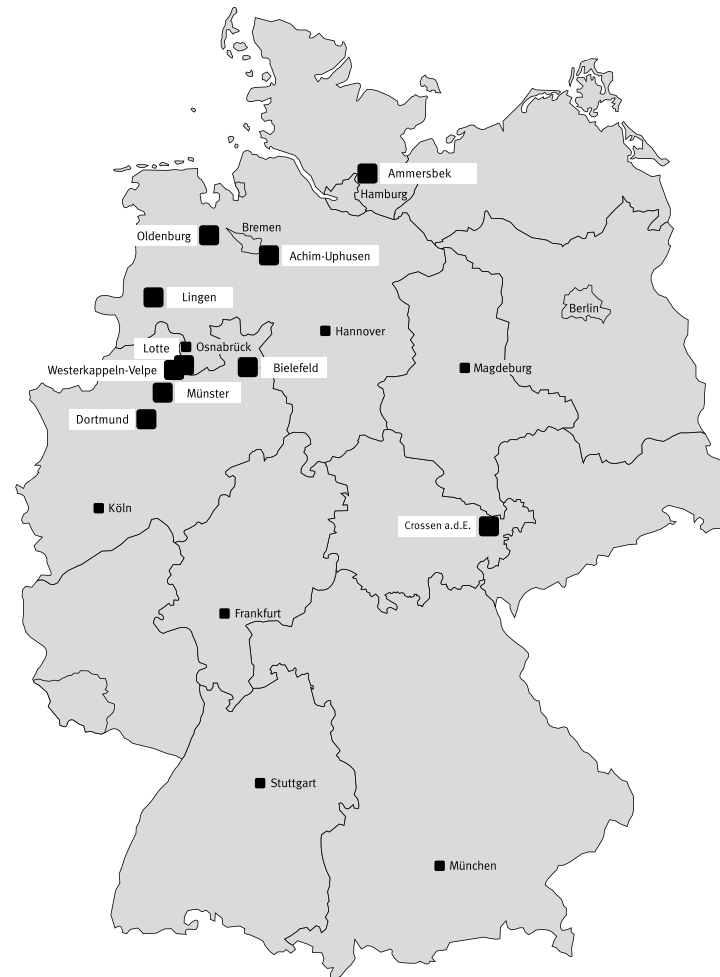 Ammersbek
Hamburg
Bremen
Oldenburg
Achim-Uphusen
Lingen
Hannover
Osnabrück
Lotte
Berlin
Westerkappeln-Velpe
Bielefeld
Magdeburg
Münster
Dortmund
Köln
Crossen a.d.E.
Frankfurt
Stuttgart
München